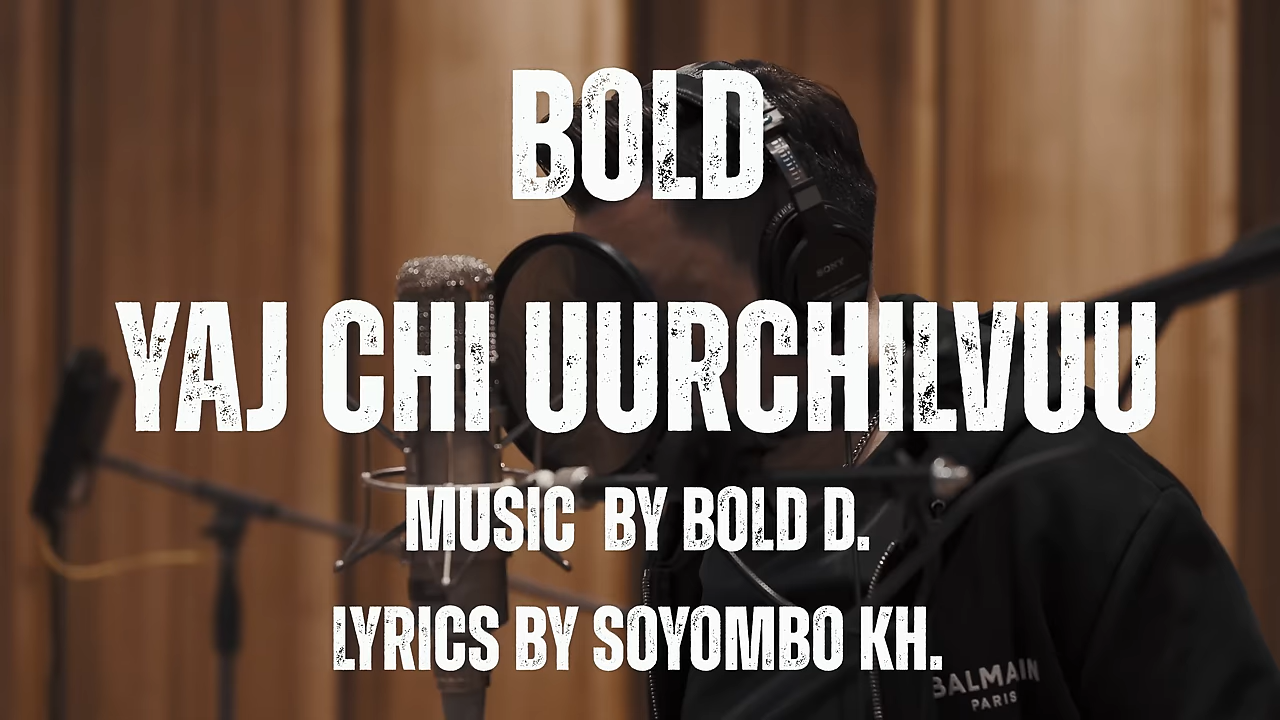 BOLD
YAJ CHI UURCHILVUU
MUSIC BY BOLD D.
LYRICS BY SOYOMBO KH.
SONY
BALMAIN
PARIS